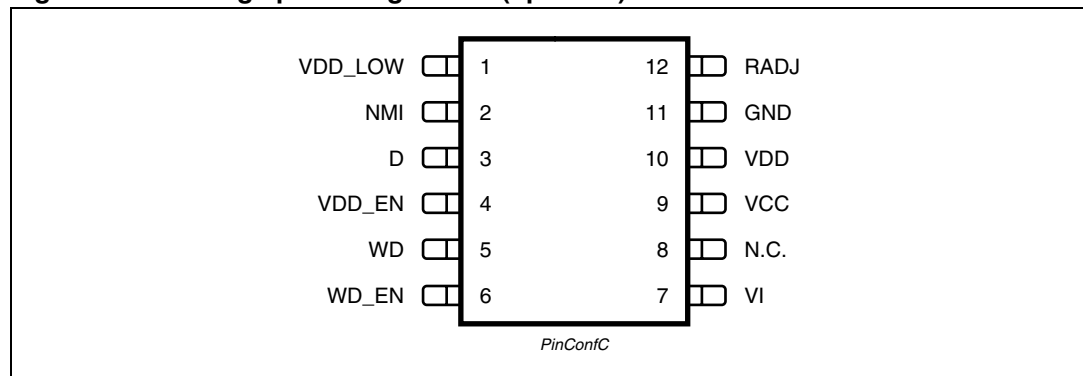 VDD_LOW 1 12 RADJ
NMI 2 11 GND
D 3 10 VDD
VDD_EN 4 9 VCC
WD 5 8 N.C.
WD_EN 6 7 VI
PinConfC